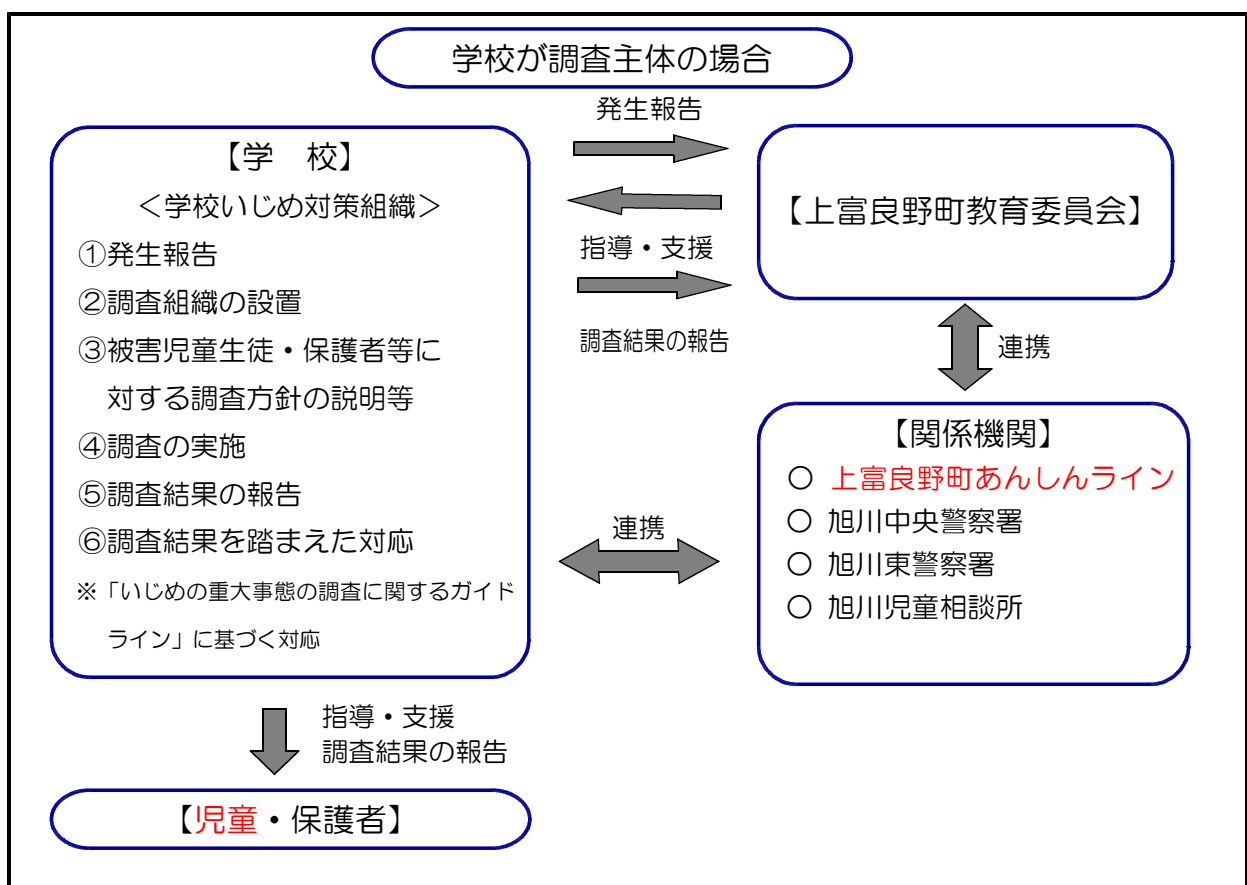 学校が調査主体の場合
発生報告
【学　校】
＜学校いじめ対策組織＞
①発生報告
②調査組織の設置
③被害児童生徒・保護者等に
対する調査方針の説明等
④調査の実施
⑤調査結果の報告
⑥調査結果を踏まえた対応
※「いじめの重大事態の調査に関するガイド
ライン」に基づく対応
指導・支援
調査結果の報告
【上富良野町教育委員会】
連携
【関係機関】
○ 上富良野町あんしんライン
○ 旭川中央警察署
○ 旭川東警察署
○ 旭川児童相談所
連携
指導・支援
調査結果の報告
【児童・保護者】